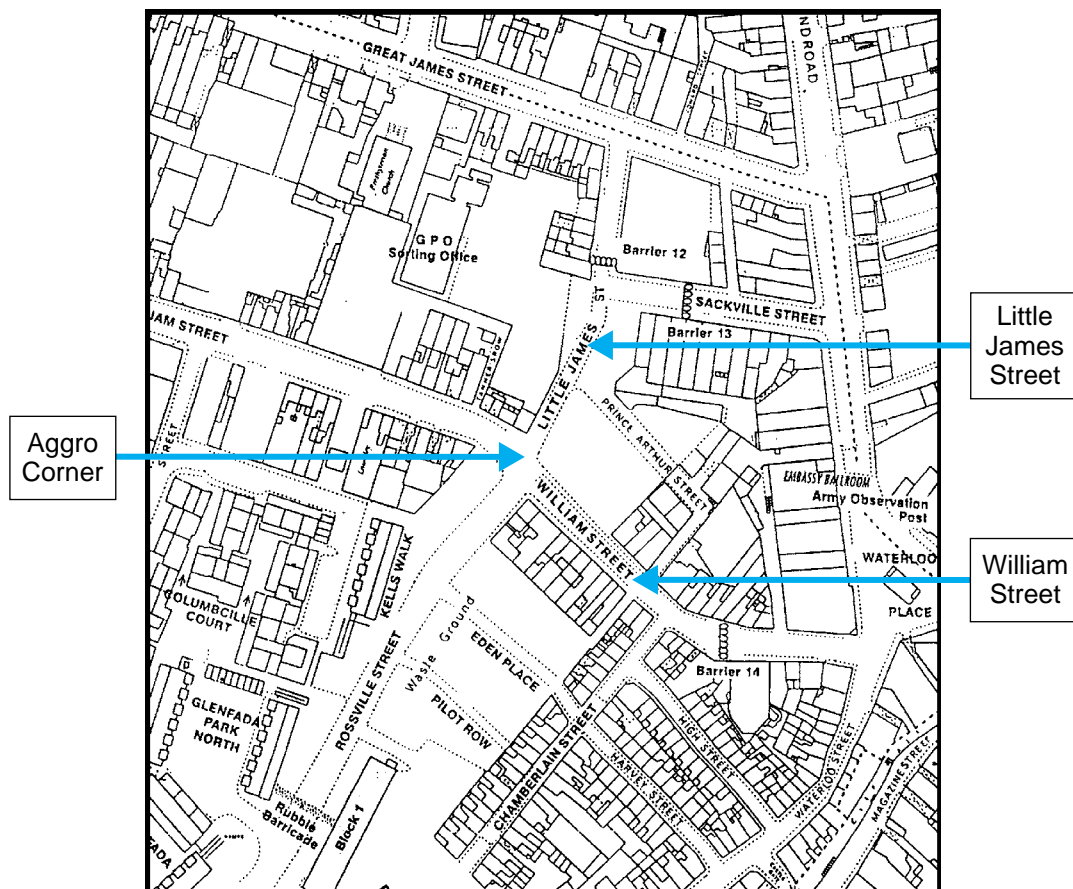 GREAT JAMES STREET
NDROAD
Presbyterian
Church
G P O
Sorting Office
Barrier 12
SACKVILLE STREET
Barrier 13
LITTLE JAMES ST
Little
James
Street
IAM STREET
PRINCE ARTHUR STREET
Aggro
Corner
STREET
EMBASSY BALLROOM
Army Observation
Post
WILLIAM STREET
WATERLOO
PLACE
William
Street
KELLS WALK
COLUMBCILLE
COURT
Waste Ground
EDEN PLACE
Barrier 14
GLENFADA
PARK
NORTH
ROSSVILLE STREET
PILOT ROW
CHAMBERLAIN STREET
HIGH STREET
HARVEY STREET
WATERLOO STREET
MAGAZINE STREET
Rubble
Barricade
Block 1
FADA